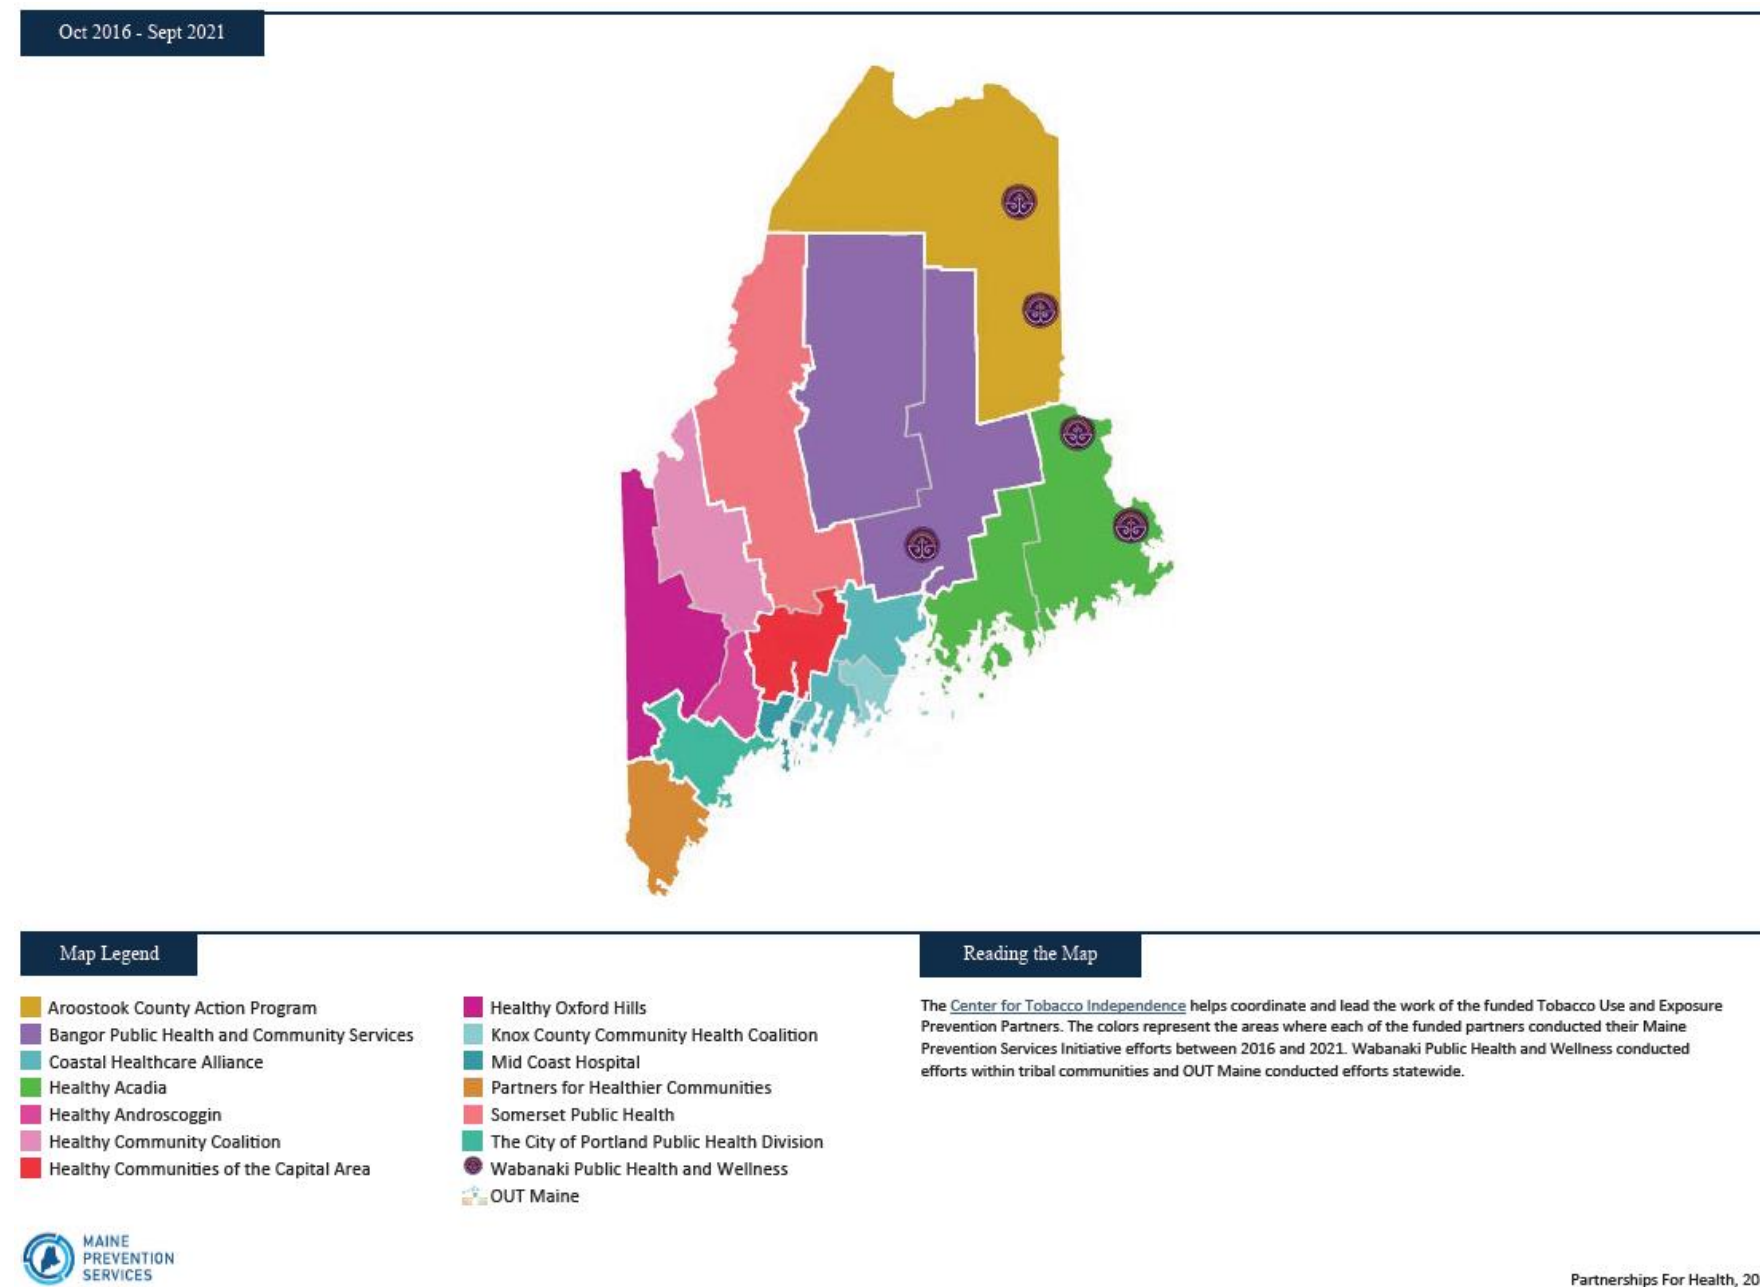 Oct 2016 - Sept 2021
Map Legend
Aroostook County Action Program
Bangor Public Health and Community Services
Coastal Healthcare Alliance
Healthy Acadia
Healthy Androscoggin
Healthy Community Coalition
Healthy Communities of the Capital Area
Healthy Oxford Hills
Knox County Community Health Coalition
Mid Coast Hospital
Partners for Healthier Communities
Somerset Public Health
The City of Portland Public Health Division
Wabanaki Public Health and Wellness
OUT Maine
Reading the Map
The Center for Tobacco Independence helps coordinate and lead the work of the funded Tobacco Use and Exposure
Prevention Partners. The colors represent the areas where each of the funded partners conducted their Maine
Prevention Services Initiative efforts between 2016 and 2021. Wabanaki Public Health and Wellness conducted
efforts within tribal communities and OUT Maine conducted efforts statewide.
MAINE
PREVENTION
SERVICES
Partnerships For Health, 20